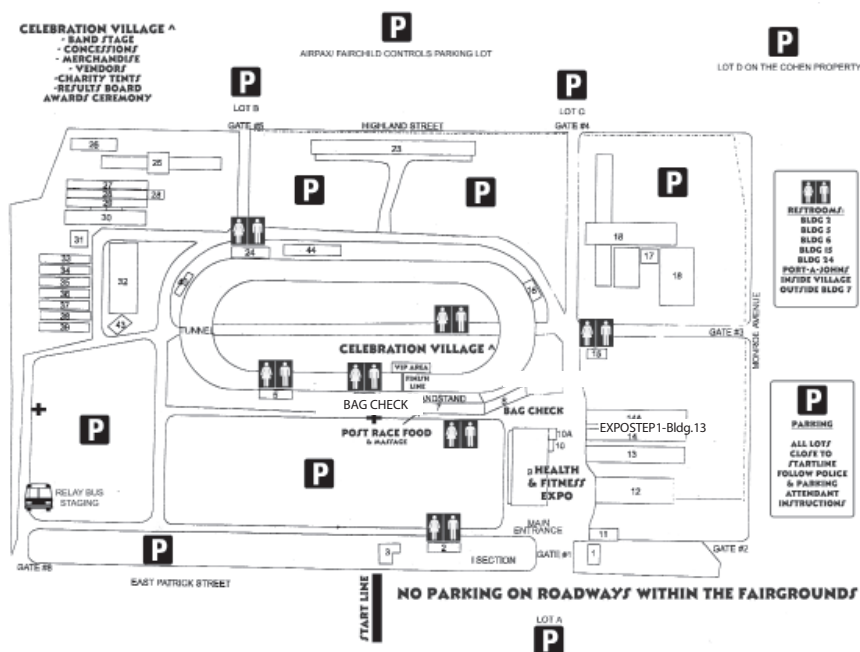 CELEBRATION VILLAGE ^
- BAND STAGE
- CONCESSIONS
- MERCHANDISE
- VENDORS
-CHARITY TENTS
-RESULTS BOARD
AWARDS CEREMONY
P
AIRPAX/ FAIRCHILD CONTROLS PARKING LOT
P
LOT D ON THE COHEN PROPERTY
P
LOT B
GATE #5
HIGHLAND STREET
P
GATE #4
26
25
23
27
28
30
31
33
34
35
36
37
38
39
32
43
P
P
P
24
44
18
17
18
RESTROOMS:
BLDG 2
BLDG 5
BLDG 6
BLDG 15
BLDG 24
PORT-A-JOHNS
INSIDE VILLAGE
OUTSIDE BLDG 7
TUNNEL
CELEBRATION VILLAGE ^
15
GATE #3
MONROE AVENUE
VIP AREA
FINISH
LINE
BAG CHECK
NDSTAND
7
BAG CHECK
POST RACE FOOD
& MASSAGE
P
P
14A
EXPOSTEP1-Bldg.13
14
13
12
10A
10
HEALTH
& FITNESS
EXPO
P
PARKING
ALL LOTS
CLOSE TO
STARTLINE
FOLLOW POLICE
& PARKING
ATTENDANT
INSTRUCTIONS
RELAY BUS
STAGING
MAIN
ENTRANCE
11
P
3
2
I SECTION
GATE #1
1
GATE #2
EAST PATRICK STREET
START LINE
NO PARKING ON ROADWAYS WITHIN THE FAIRGROUNDS
LOT A
P